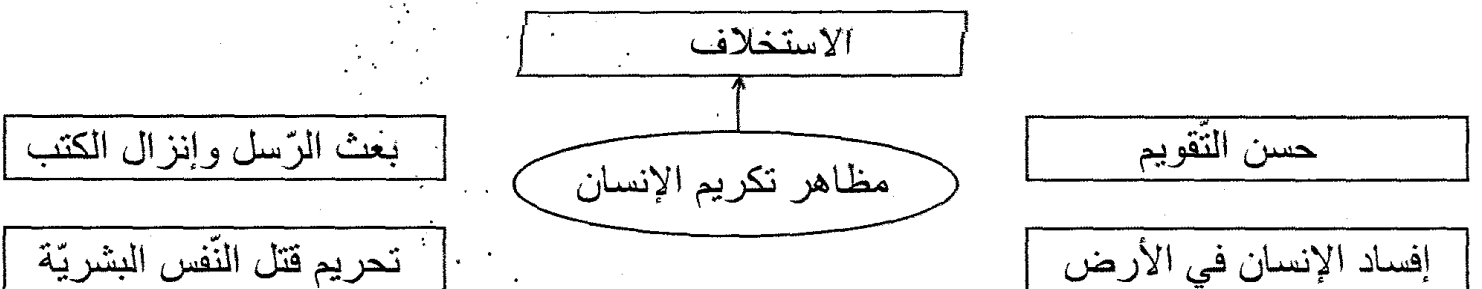 الاستخلاف
حسن التّقويم
مظاهر تكريم الإنسان
بعث الرّسل وإنزال الكتب
إفساد الإنسان في الأرض
تحريم قتل النّفس البشريّة